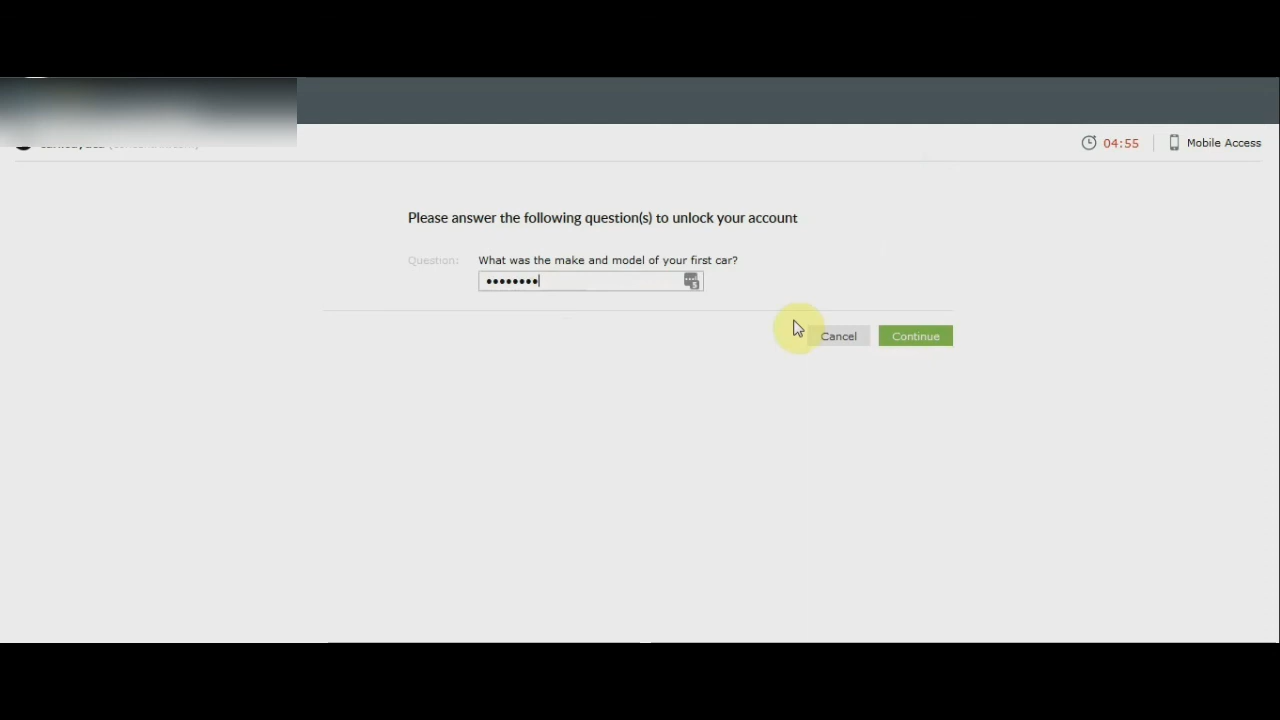 04:55
Mobile Access
Please answer the following question(s) to unlock your account
Question: What was the make and model of your first car?
••••••••
Cancel
Continue